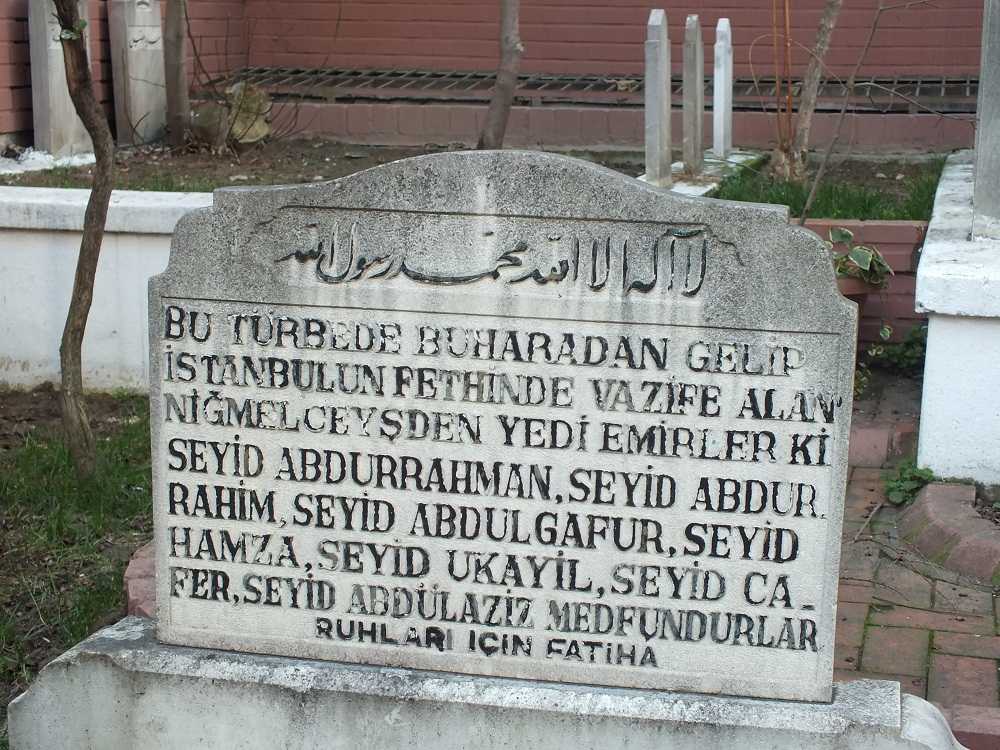 لا اله الا الله محمد رسول الله
BU TÜRBEDE BUHARADAN GELİP
İSTANBULUN FETHİNDE VAZİFE ALAN
NİĞMELCEYŞDEN YEDİ EMİRLER Kİ
SEYİD ABDURRAHMAN, SEYİD ABDUR.
RAHİM, SEYİD ABDULGAFUR, SEYİD
HAMZA, SEYİD UKAYİL, SEYİD CA_
FER, SEYİD ABDÜLAZİZ MEDFUNDURLAR
RUHLARI İÇİN FATİHA